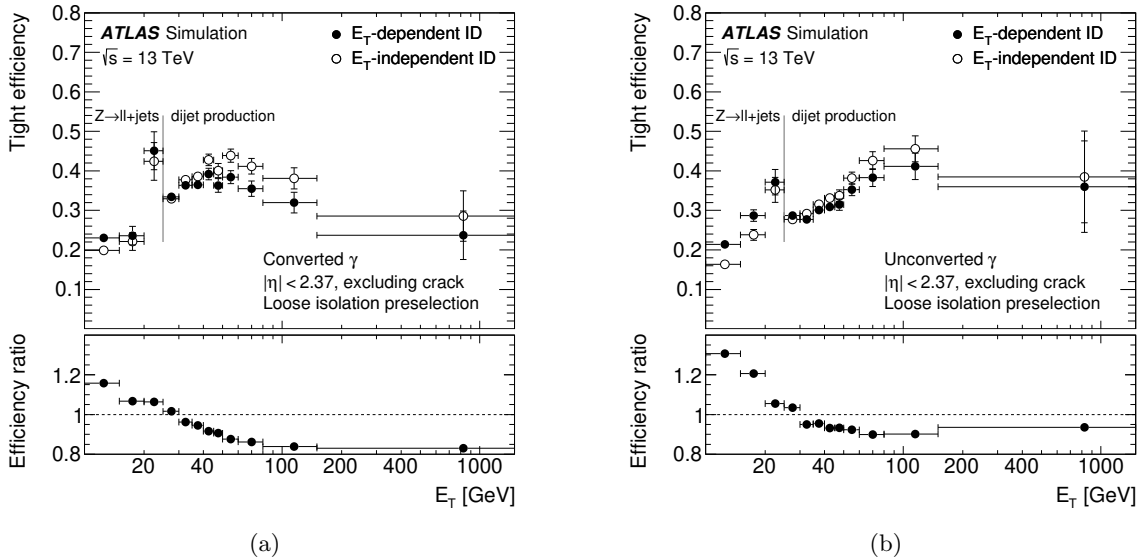 Tight efficiency
0.8
0.7
0.6
0.5
0.4
0.3
0.2
0.1
ATLAS Simulation
√s = 13 TeV
E_T-dependent ID
E_T-independent ID
Z→ll+jets
dijet production
Converted γ
|η| < 2.37, excluding crack
Loose isolation preselection
Efficiency ratio
1.2
1
0.8
20 40 100 200 400 1000
E_T [GeV]
(a)
Tight efficiency
0.8
0.7
0.6
0.5
0.4
0.3
0.2
0.1
ATLAS Simulation
√s = 13 TeV
E_T-dependent ID
E_T-independent ID
Z→ll+jets
dijet production
Unconverted γ
|η| < 2.37, excluding crack
Loose isolation preselection
Efficiency ratio
1.2
1
0.8
20 40 100 200 400 1000
E_T [GeV]
(b)